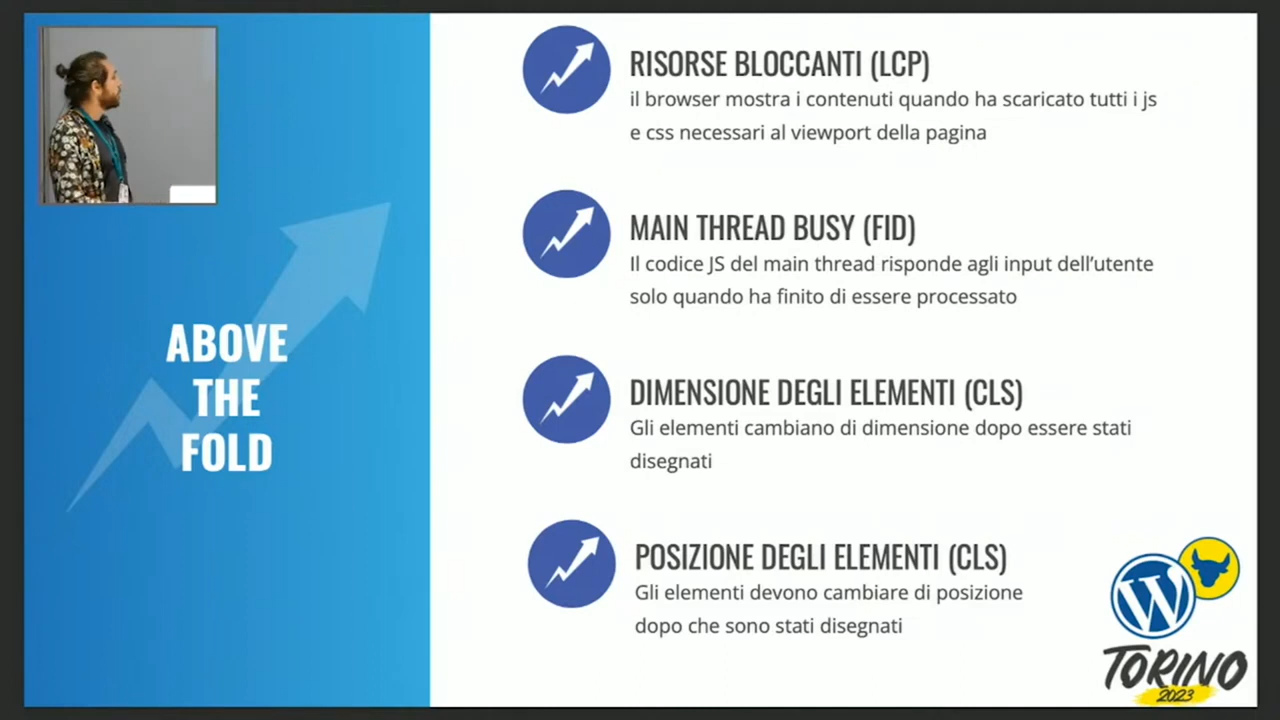 ABOVE
THE
FOLD
RISORSE BLOCCANTI (LCP)
il browser mostra i contenuti quando ha scaricato tutti i js
e css necessari al viewport della pagina
MAIN THREAD BUSY (FID)
Il codice JS del main thread risponde agli input dell’utente
solo quando ha finito di essere processato
DIMENSIONE DEGLI ELEMENTI (CLS)
Gli elementi cambiano di dimensione dopo essere stati
disegnati
POSIZIONE DEGLI ELEMENTI (CLS)
Gli elementi devono cambiare di posizione
dopo che sono stati disegnati
W
TORINO
2023